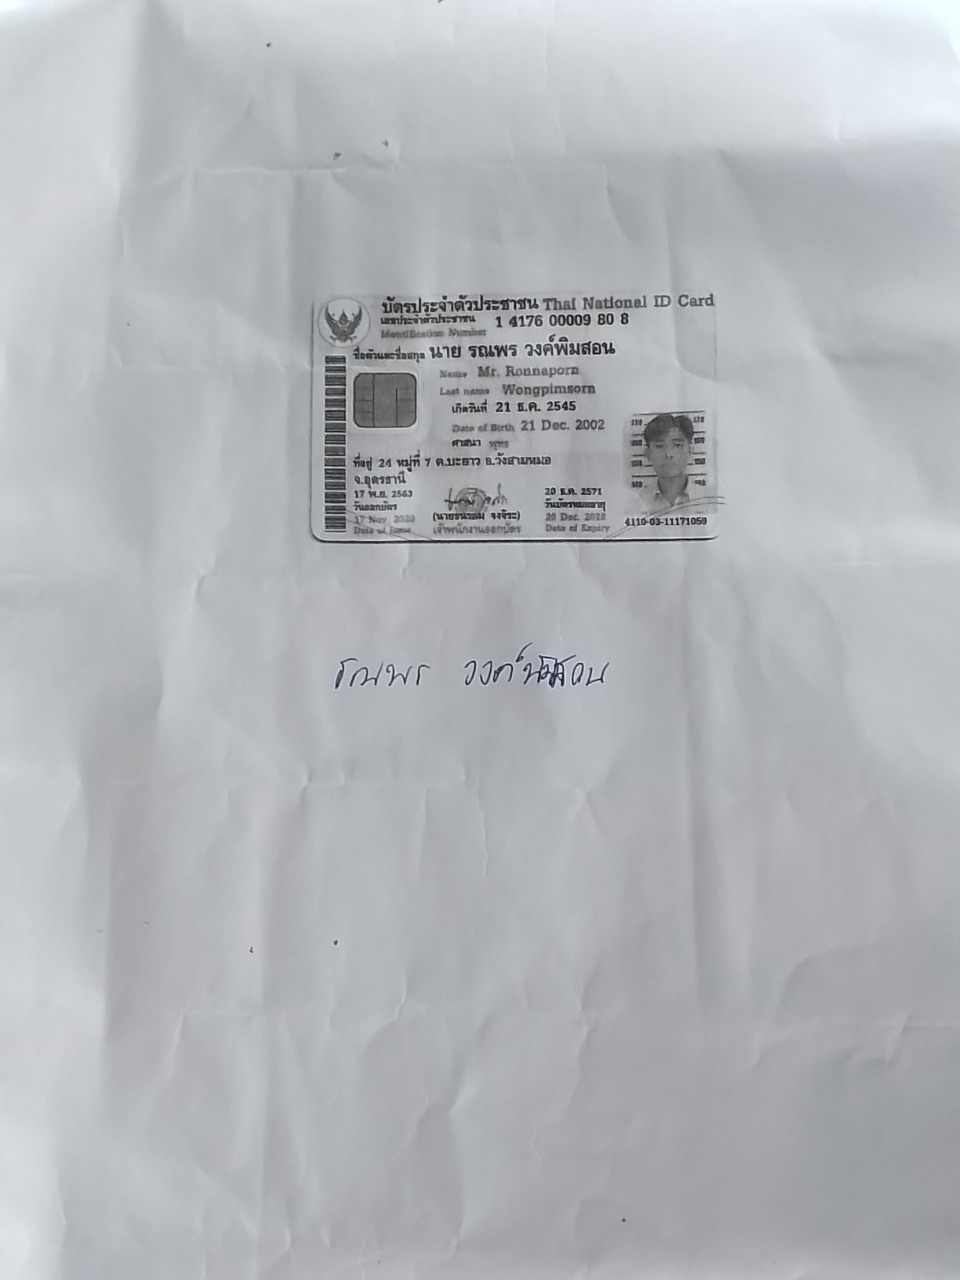 บัตรประจำตัวประชาชน Thai National ID Card
เลขประจำตัวประชาชน 1 4176 00009 80 8
Identification Number
ชื่อตัวและชื่อสกุล นาย รณพร วงค์พิมสอน
Name Mr. Ronnaporn
Last name Wongpimsorn
เกิดวันที่ 21 ธ.ค. 2545
Date of Birth 21 Dec. 2002
ศาสนา พุทธ
ที่อยู่ 24 หมู่ที่ 7 ต.บะยาว อ.วังสามหมอ
จ.อุดรธานี
17 พ.ย. 2563
วันออกบัตร
17 Nov. 2020
Date of Issue
เจ้าพนักงานออกบัตร
20 ธ.ค. 2571
วันบัตรหมดอายุ
20 Dec. 2028
Date of Expiry
4110-03-11171059
รณพร วงค์พิมสอน